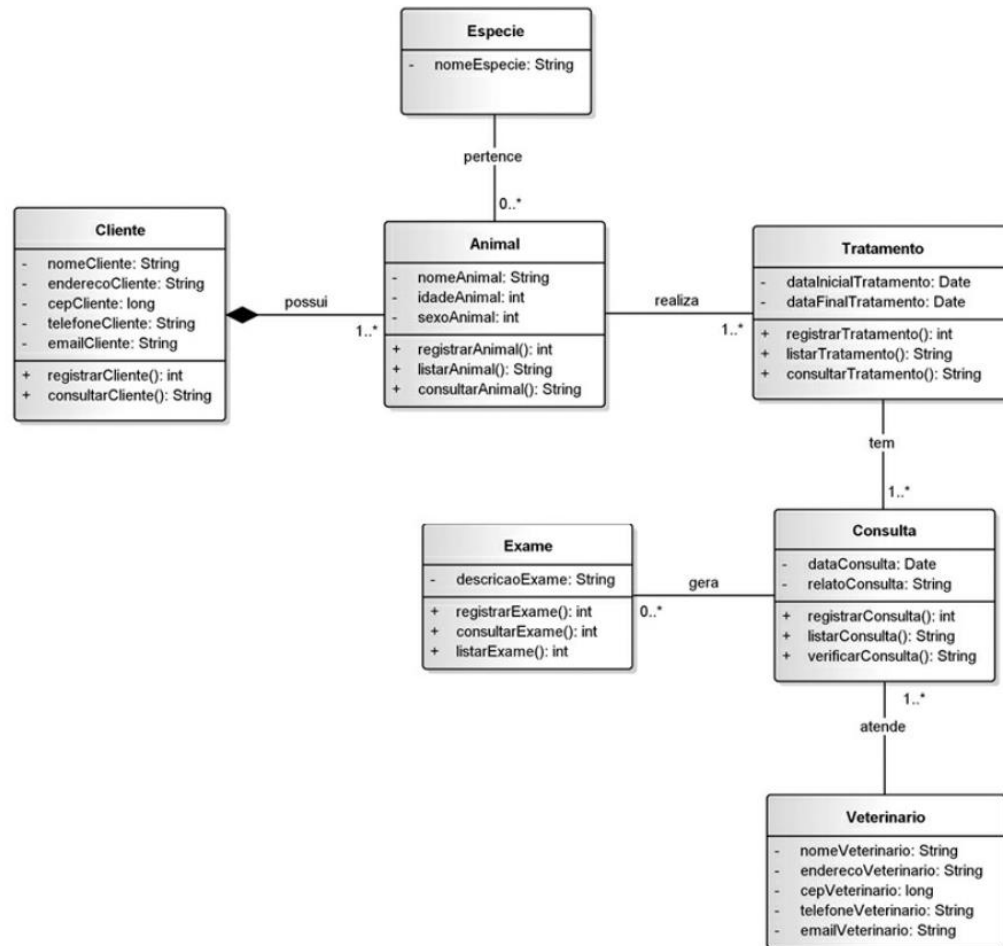 Especie
- nomeEspecie: String
pertence
0..*
Cliente
- nomeCliente: String
- enderecoCliente: String
- cepCliente: long
- telefoneCliente: String
- emailCliente: String
+ registrarCliente(): int
+ consultarCliente(): String
possui
1..*
Animal
- nomeAnimal: String
- idadeAnimal: int
- sexoAnimal: int
+ registrarAnimal(): int
+ listarAnimal(): String
+ consultarAnimal(): String
realiza
1..*
Tratamento
- dataInicialTratamento: Date
- dataFinalTratamento: Date
+ registrarTratamento(): int
+ listarTratamento(): String
+ consultarTratamento(): String
tem
1..*
Exame
- descricaoExame: String
+ registrarExame(): int
+ consultarExame(): int
+ listarExame(): int
gera
0..*
Consulta
- dataConsulta: Date
- relatoConsulta: String
+ registrarConsulta(): int
+ listarConsulta(): String
+ verificarConsulta(): String
1..*
atende
Veterinario
- nomeVeterinario: String
- enderecoVeterinario: String
- cepVeterinario: long
- telefoneVeterinario: String
- emailVeterinario: String